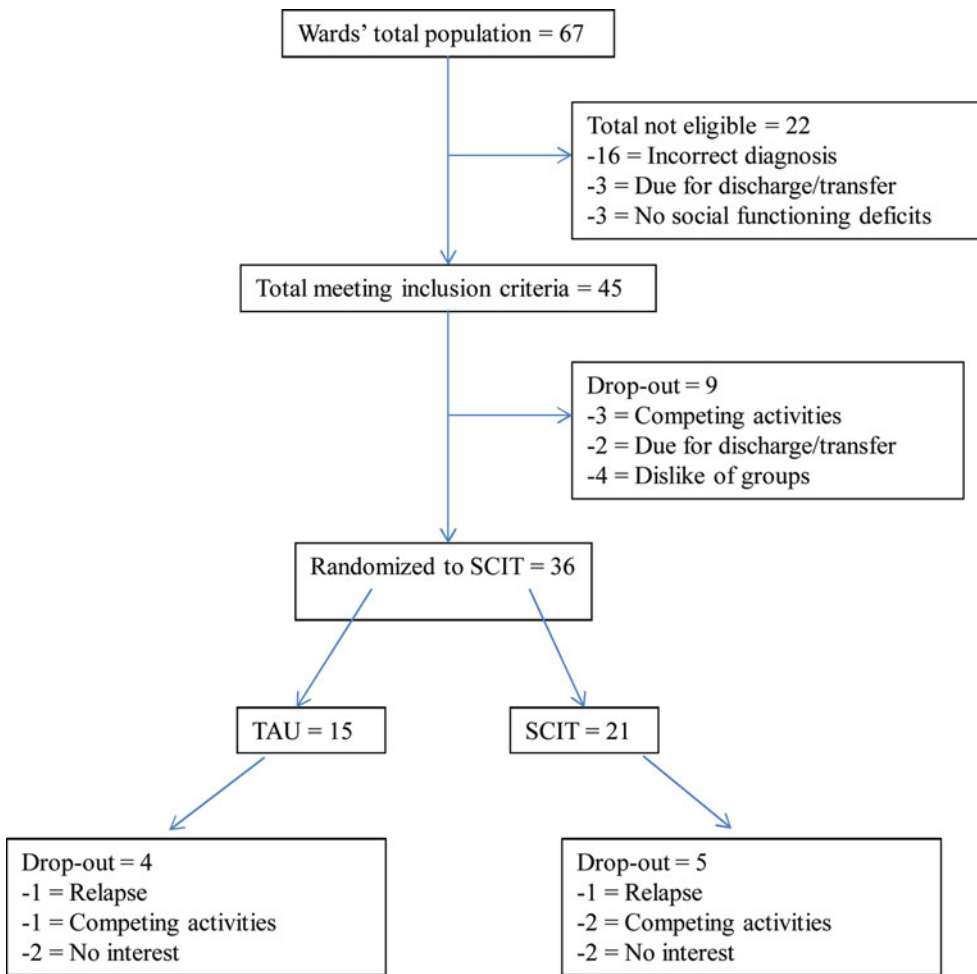 Wards' total population = 67
Total not eligible = 22
-16 = Incorrect diagnosis
-3 = Due for discharge/transfer
-3 = No social functioning deficits
Total meeting inclusion criteria = 45
Drop-out = 9
-3 = Competing activities
-2 = Due for discharge/transfer
-4 = Dislike of groups
Randomized to SCIT = 36
TAU = 15
SCIT = 21
Drop-out = 4
-1 = Relapse
-1 = Competing activities
-2 = No interest
Drop-out = 5
-1 = Relapse
-2 = Competing activities
-2 = No interest